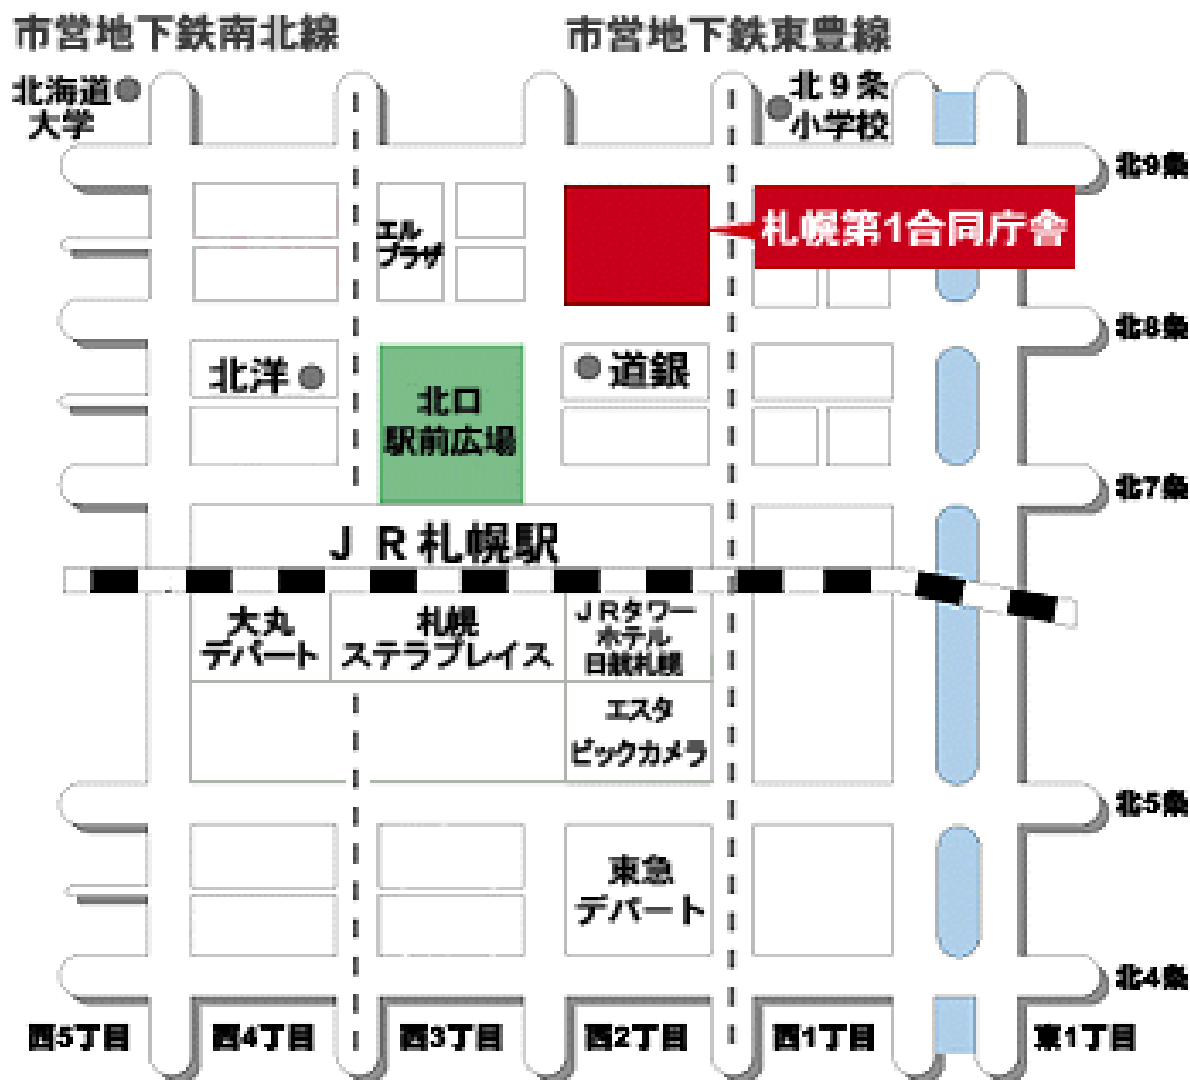 市営地下鉄南北線
市営地下鉄東豊線
北海道
大学
北9条
小学校
北9条
エル
プラザ
札幌第1合同庁舎
北8条
北洋
道銀
北口
駅前広場
北7条
JR札幌駅
大丸
デパート
札幌
ステラプレイス
JRタワー
ホテル
日航札幌
エスタ
ビックカメラ
北5条
東急
デパート
北4条
西5丁目
西4丁目
西3丁目
西2丁目
西1丁目
東1丁目